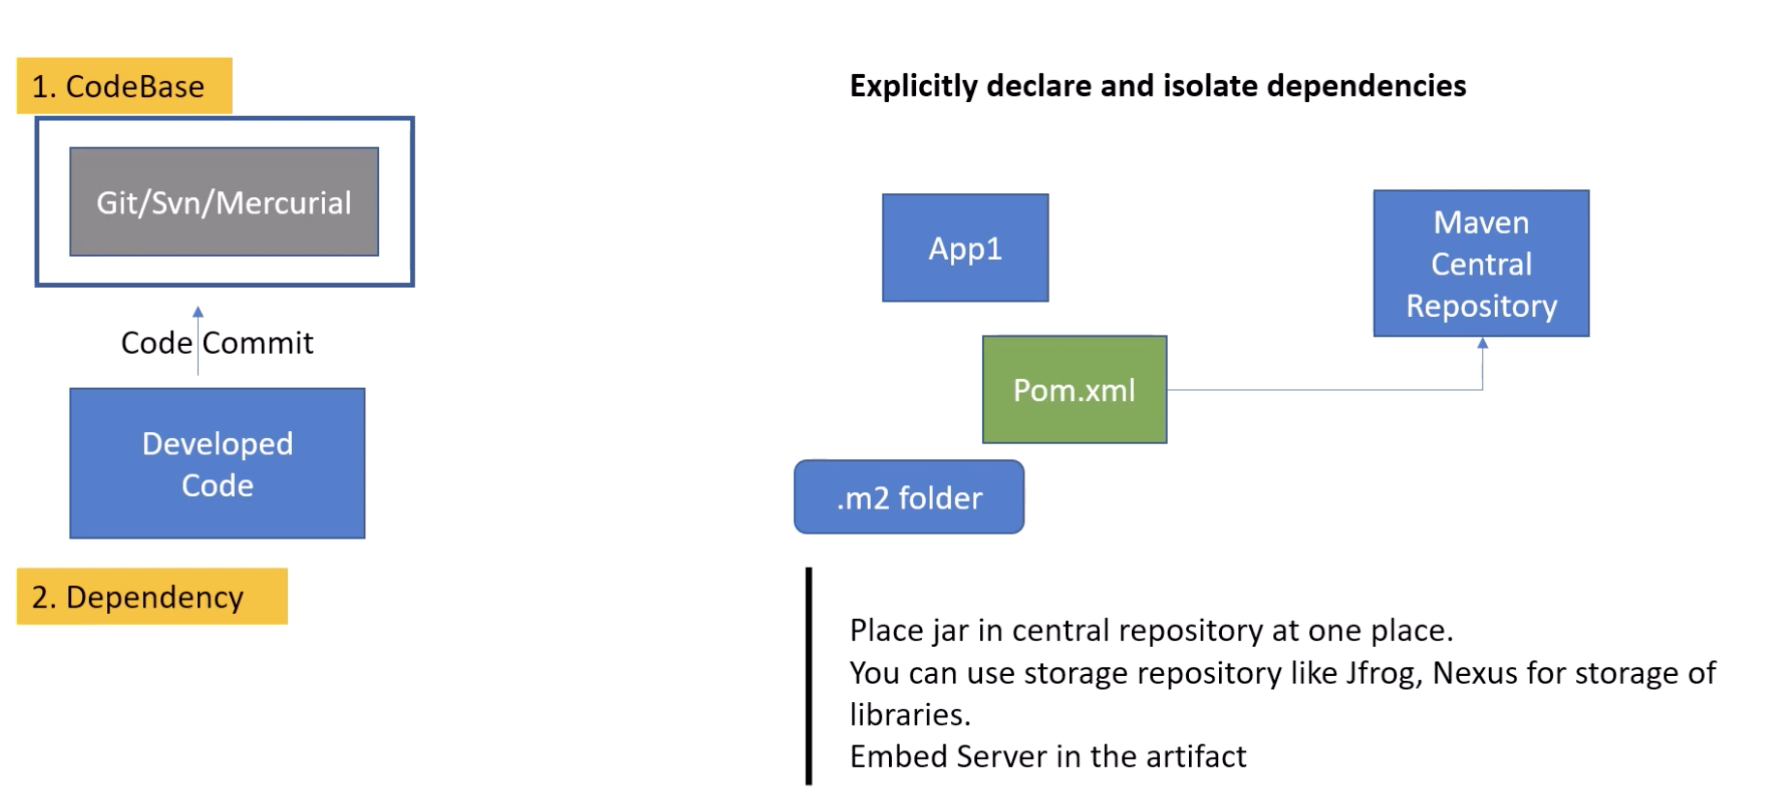 1. CodeBase
Git/Svn/Mercurial
Code Commit
Developed
Code
2. Dependency
Explicitly declare and isolate dependencies
App1
Maven
Central
Repository
Pom.xml
.m2 folder
Place jar in central repository at one place.
You can use storage repository like Jfrog, Nexus for storage of
libraries.
Embed Server in the artifact